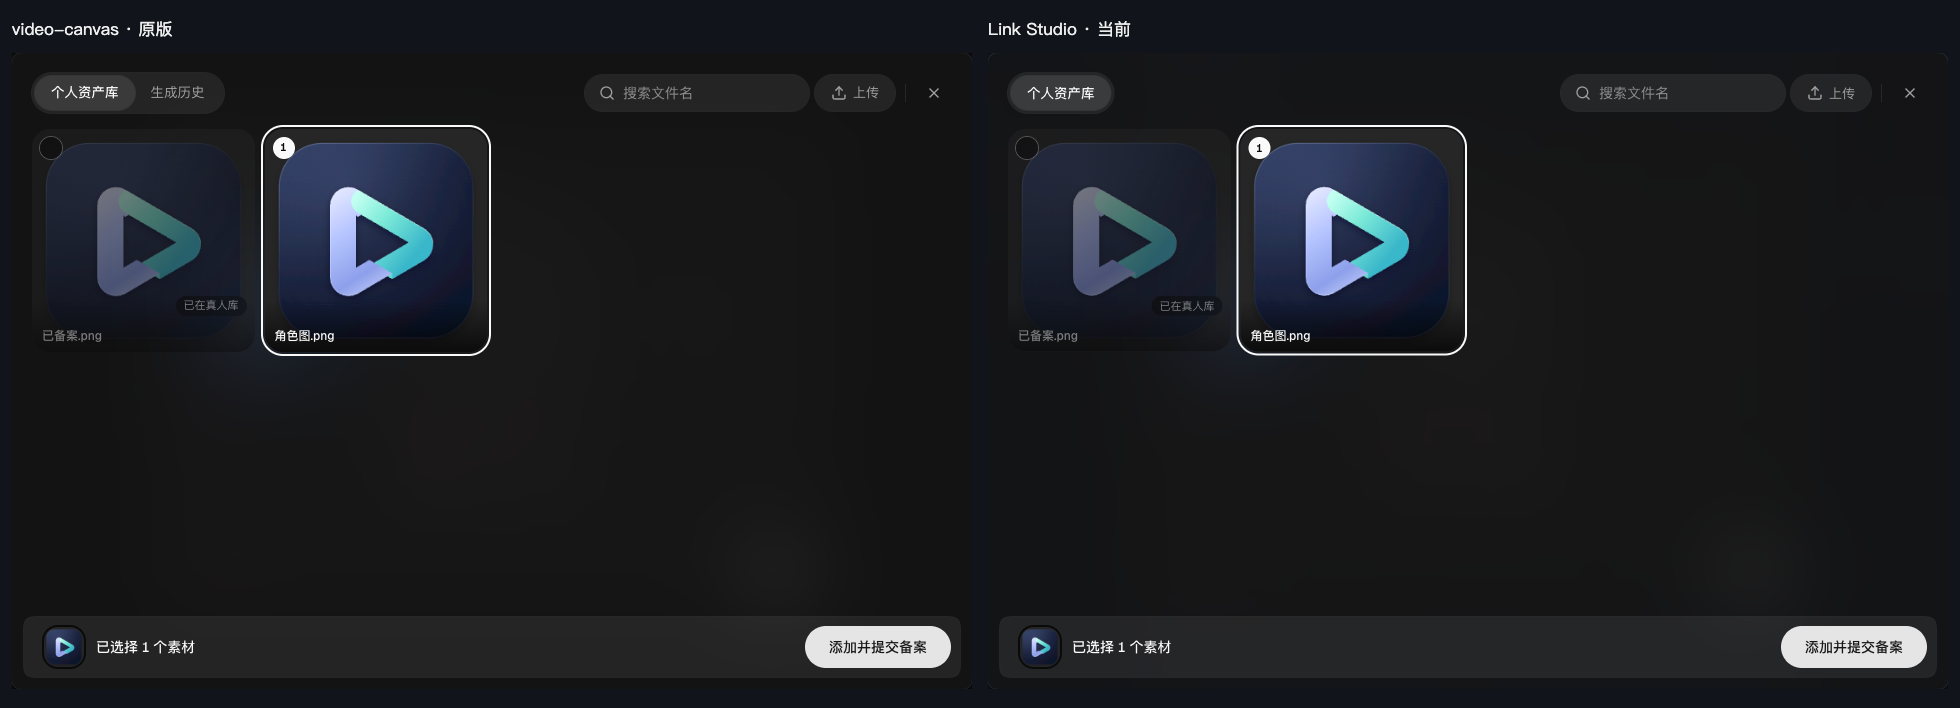 video-canvas · 原版
个人资产库 生成历史 搜索文件名 上传
1
已在真人库
已备案.png 角色图.png
已选择 1 个素材 添加并提交备案
Link Studio · 当前
个人资产库 搜索文件名 上传
1
已在真人库
已备案.png 角色图.png
已选择 1 个素材 添加并提交备案